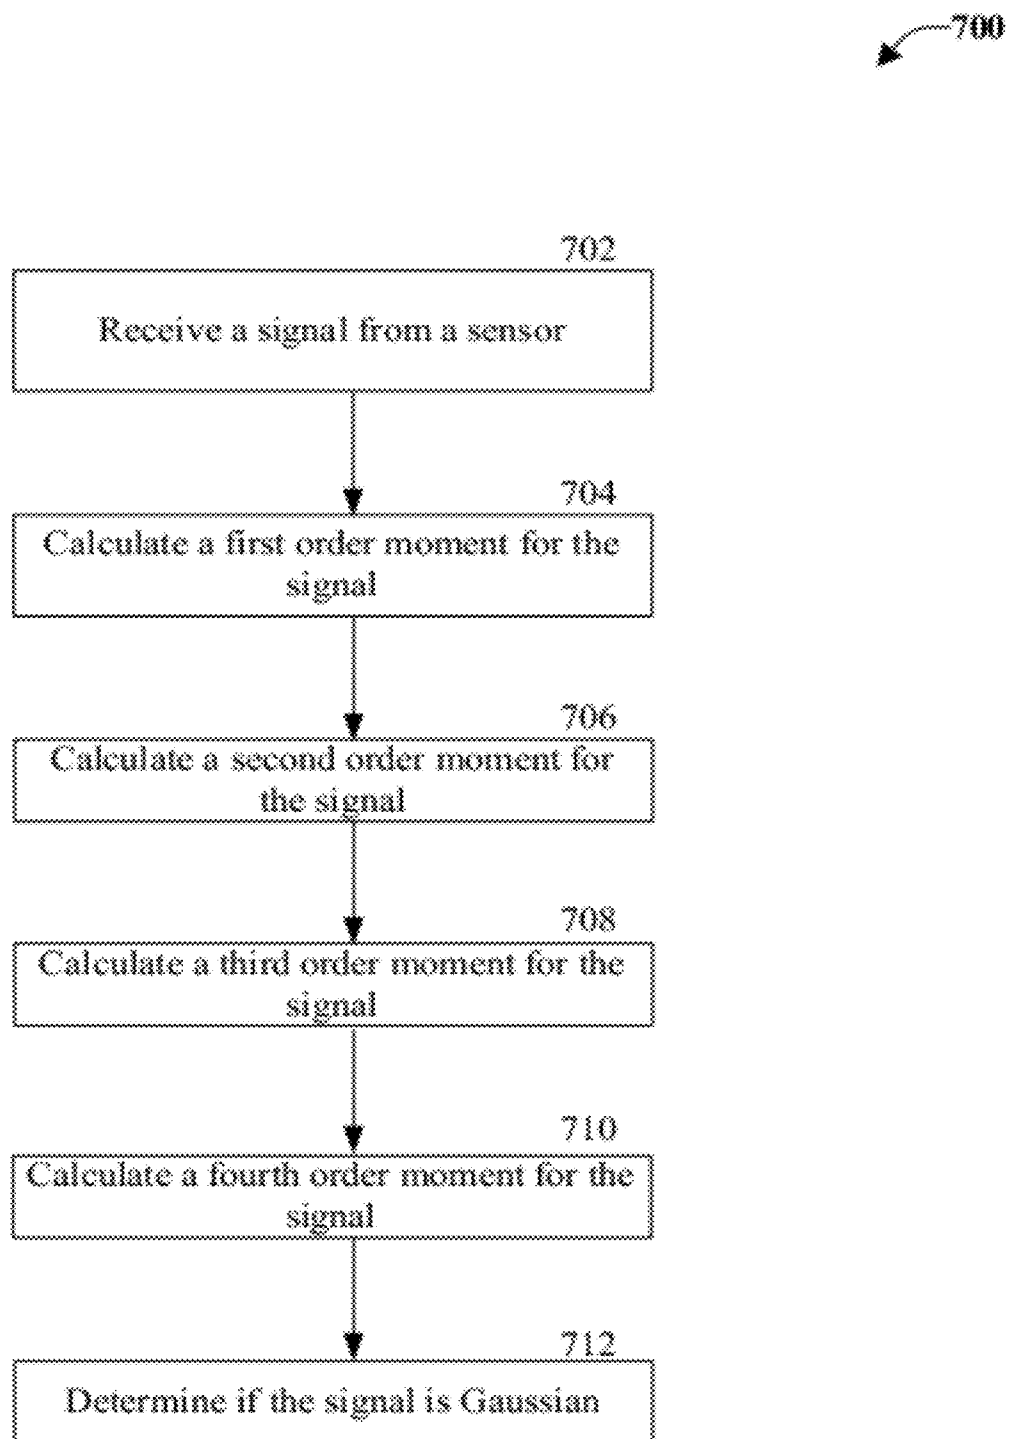 700
702
Receive a signal from a sensor
704
Calculate a first order moment for the
signal
706
Calculate a second order moment for
the signal
708
Calculate a third order moment for the
signal
710
Calculate a fourth order moment for the
signal
712
Determine if the signal is Gaussian